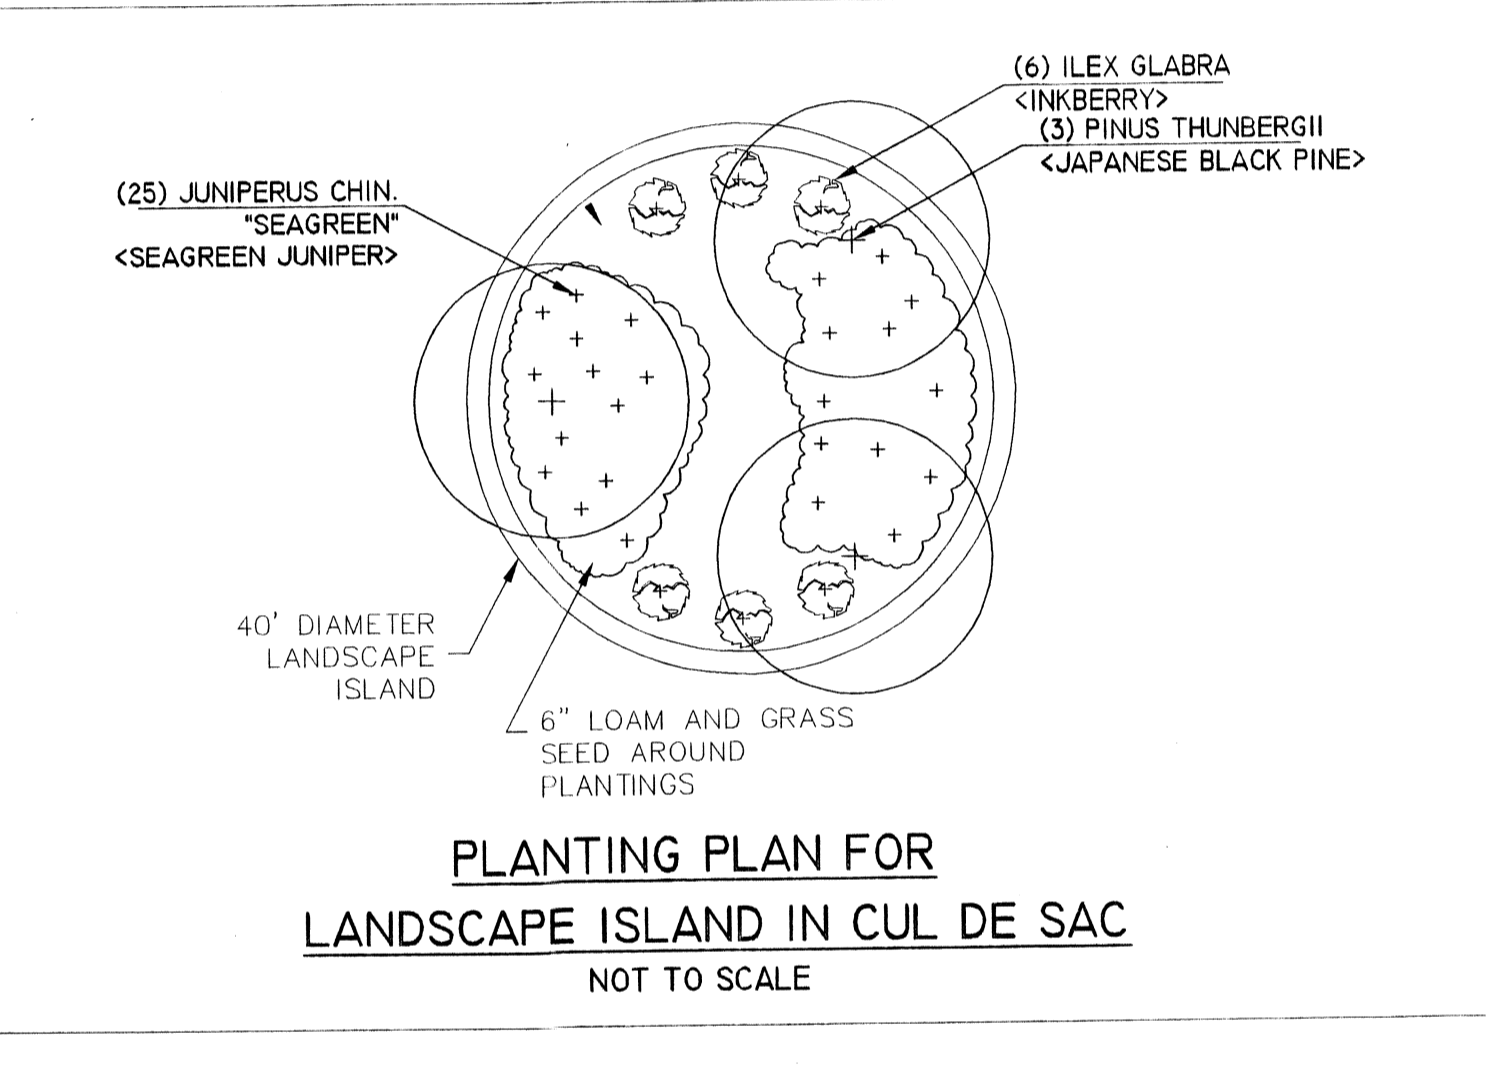 (6) ILEX GLABRA
<INKBERRY>
(3) PINUS THUNBERGII
<JAPANESE BLACK PINE>
(25) JUNIPERUS CHIN.
"SEAGREEN"
<SEAGREEN JUNIPER>
40' DIAMETER
LANDSCAPE
ISLAND
6" LOAM AND GRASS
SEED AROUND
PLANTINGS
PLANTING PLAN FOR
LANDSCAPE ISLAND IN CUL DE SAC
NOT TO SCALE